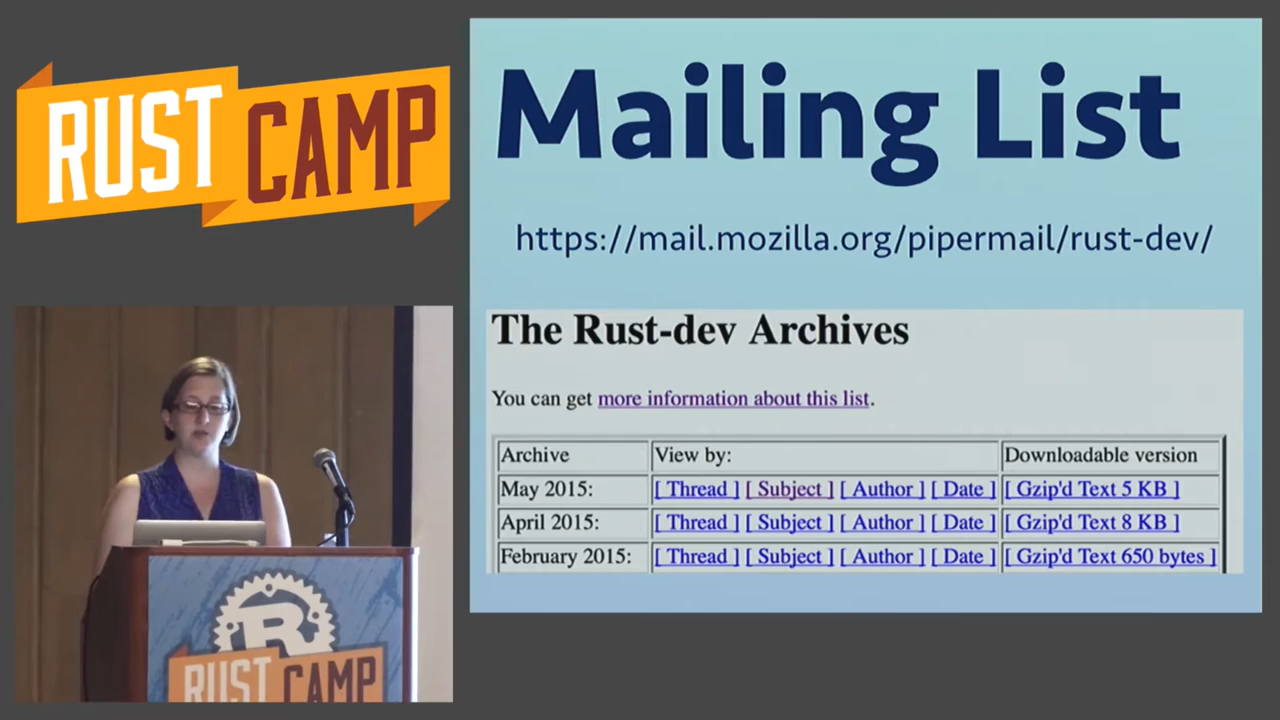 RUST CAMP
Mailing List
https://mail.mozilla.org/pipermail/rust-dev/
The Rust-dev Archives
You can get more information about this list.
Archive View by: Downloadable version
May 2015: [ Thread ] [ Subject ] [ Author ] [ Date ] [ Gzip'd Text 5 KB ]
April 2015: [ Thread ] [ Subject ] [ Author ] [ Date ] [ Gzip'd Text 8 KB ]
February 2015: [ Thread ] [ Subject ] [ Author ] [ Date ] [ Gzip'd Text 650 bytes ]
R
RUST CAMP